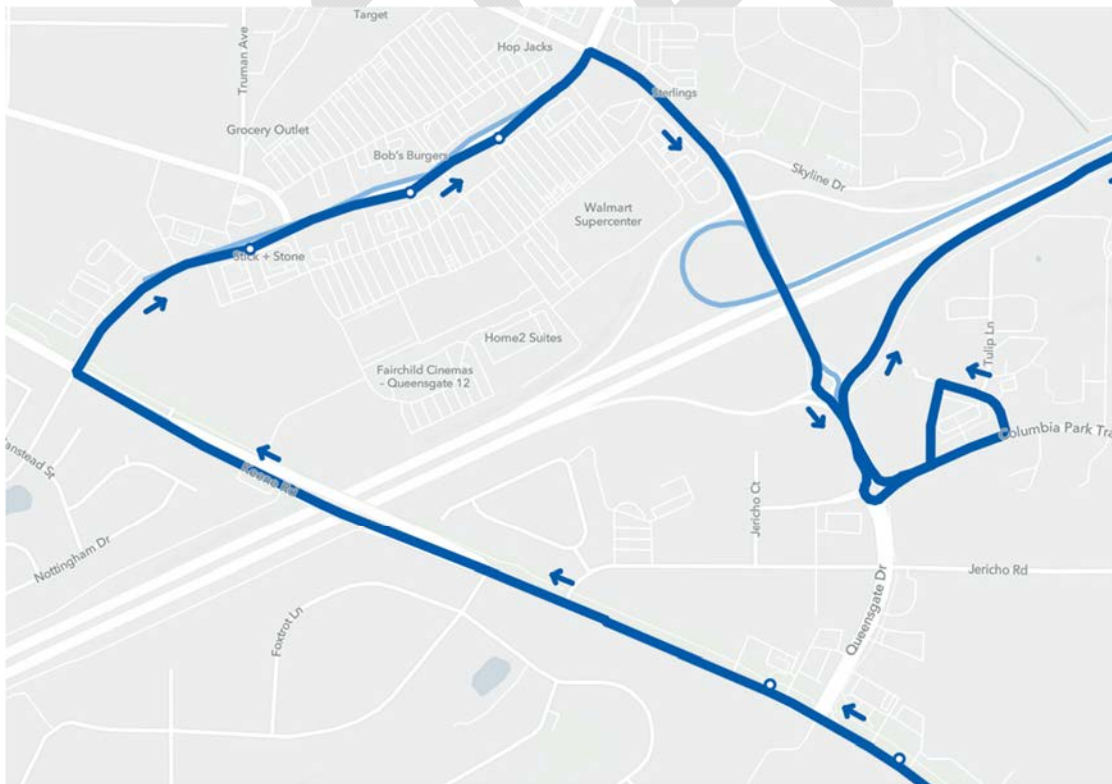 Target
Truman Ave
Hop Jacks
Sterlings
Grocery Outlet
Bob's Burgers
Skyline Dr
Walmart
Supercenter
Stick + Stone
Home2 Suites
Fairchild Cinemas
- Queensgate 12
Tulip Ln
Columbia Park Tra
anstead St
Keene Rd
Jericho Ct
Nottingham Dr
Jericho Rd
Queensgate Dr
Foxtrot Ln